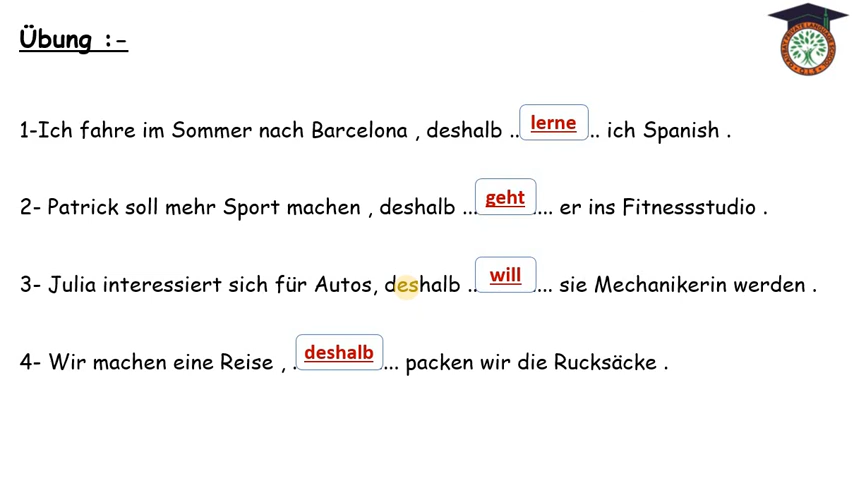 Übung :-
1-Ich fahre im Sommer nach Barcelona , deshalb ..lerne.. ich Spanish .
2- Patrick soll mehr Sport machen , deshalb ...geht... er ins Fitnessstudio .
3- Julia interessiert sich für Autos, deshalb ..will... sie Mechanikerin werden .
4- Wir machen eine Reise , .deshalb... packen wir die Rucksäcke .